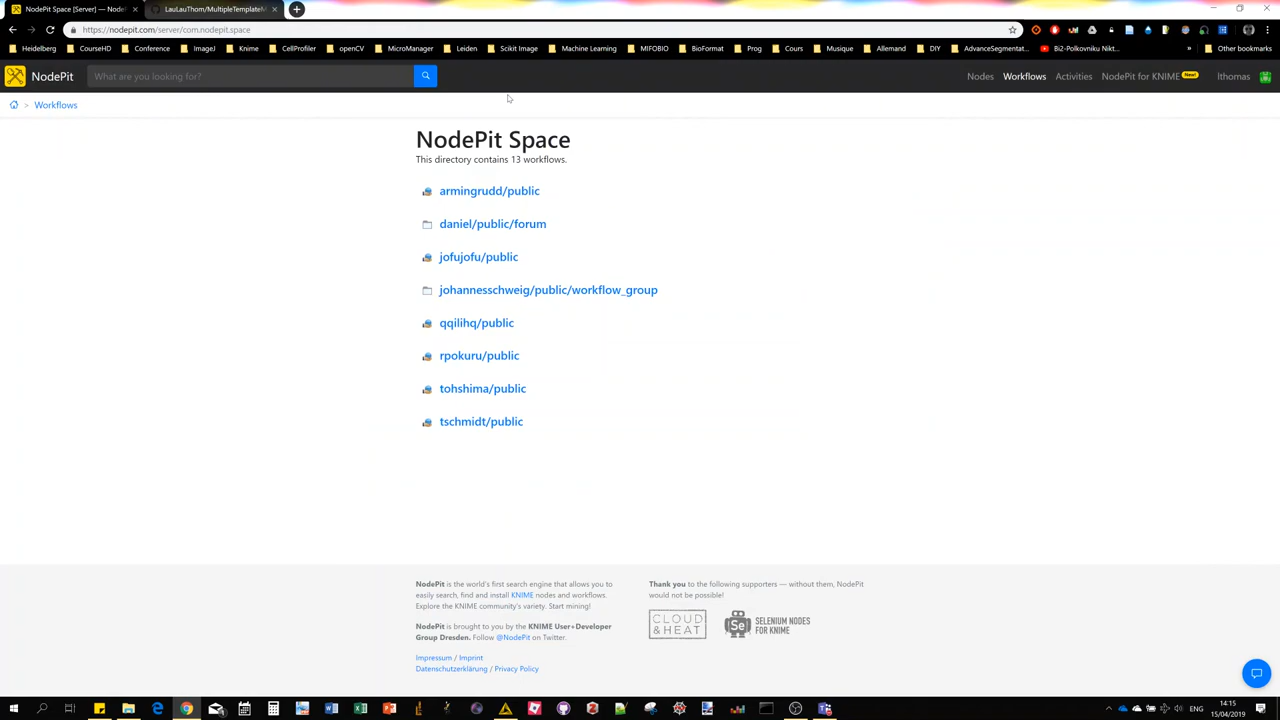 NodePit Space [Server] — Node
LauLauThom/MultipleTemplateM
https://nodepit.com/server/com.nodepit.space
Heidelberg CourseHD Conference ImageJ Knime CellProfiler openCV MicroManager Leiden Scikit Image Machine Learning MIFOBIO BioFormat Prog Cours Musique Allemand DIY AdvanceSegmentat... Bi2-Polkovniku Nikt... » Other bookmarks
NodePit What are you looking for? Nodes Workflows Activities NodePit for KNIME New! lthomas
> Workflows
NodePit Space
This directory contains 13 workflows.
armingrudd/public
daniel/public/forum
jofujofu/public
johannesschweig/public/workflow_group
qqilihq/public
rpokuru/public
tohshima/public
tschmidt/public
NodePit is the world's first search engine that allows you to
easily search, find and install KNIME nodes and workflows.
Explore the KNIME community's variety. Start mining!
NodePit is brought to you by the KNIME User+Developer
Group Dresden. Follow @NodePit on Twitter.
Impressum / Imprint
Datenschutzerklärung / Privacy Policy
Thank you to the following supporters — without them, NodePit
would not be possible!
CLOUD
&HEAT
Se
SELENIUM NODES
FOR KNIME
14:15
15/04/2019